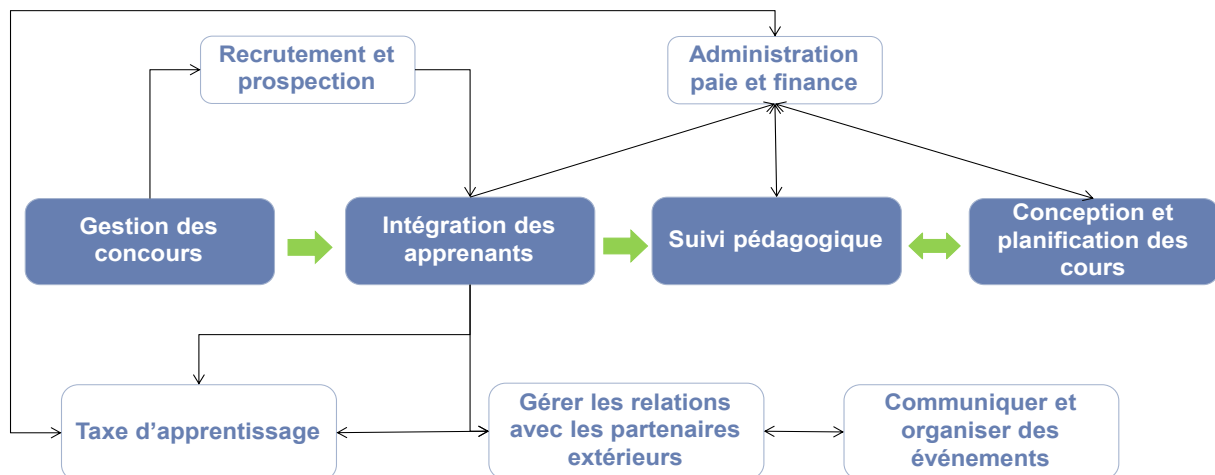 Recrutement et
prospection
Administration
paie et finance
Gestion des
concours
Intégration des
apprenants
Suivi pédagogique
Conception et
planification des
cours
Taxe d’apprentissage
Gérer les relations
avec les partenaires
extérieurs
Communiquer et
organiser des
événements